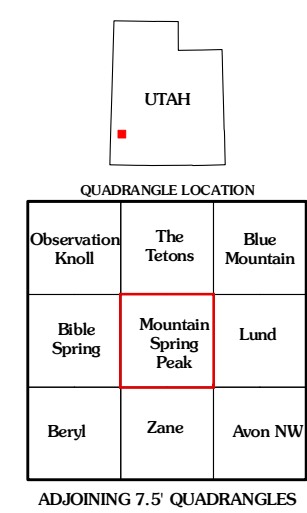 UTAH
QUADRANGLE LOCATION
Observation
Knoll
The
Tetons
Blue
Mountain
Bible
Spring
Mountain
Spring
Peak
Lund
Beryl
Zane
Avon NW
ADJOINING 7.5' QUADRANGLES